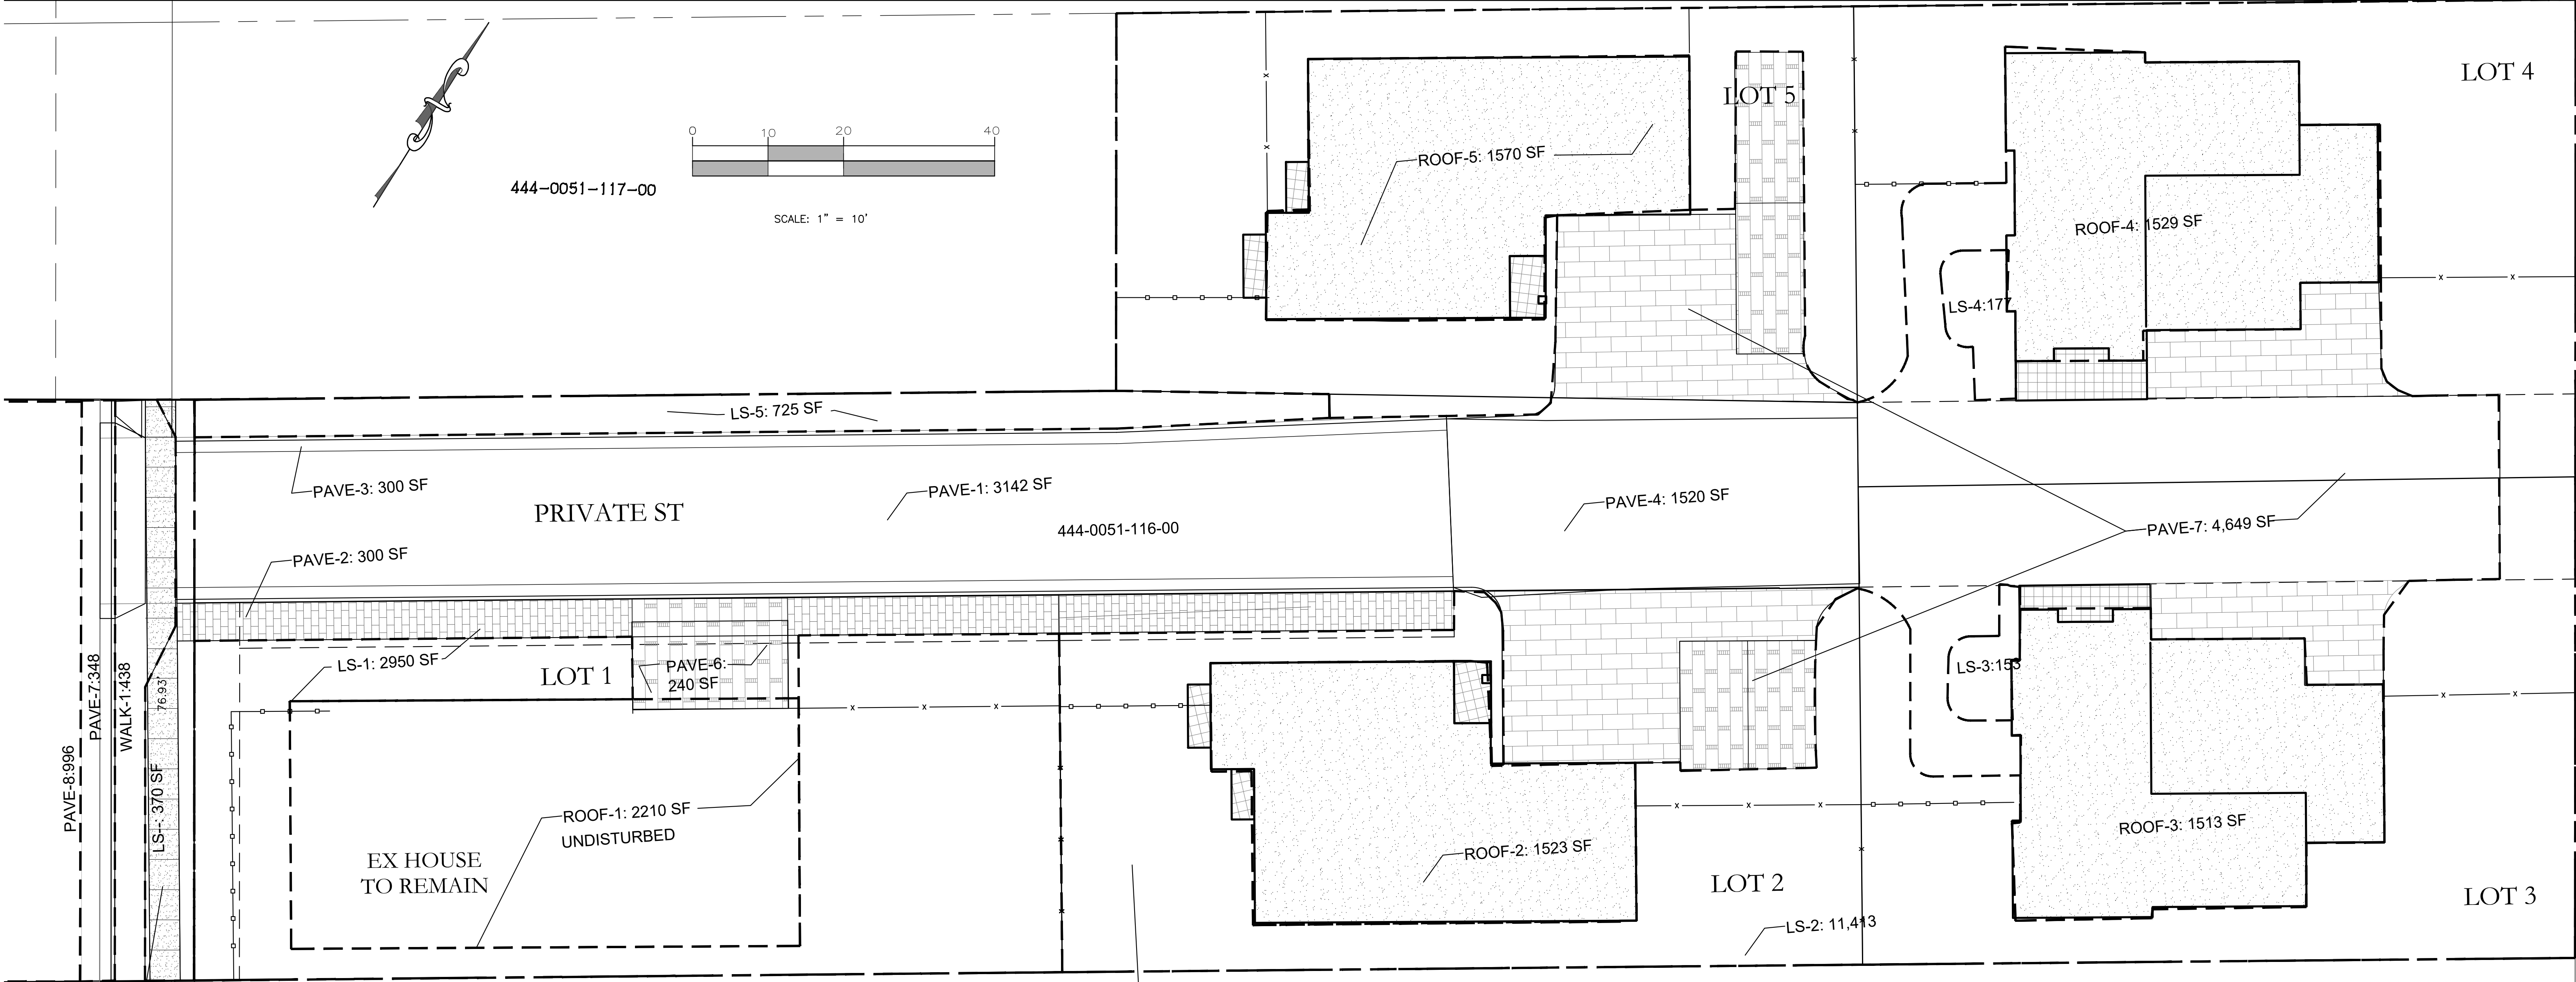 LOT 4
LOT 5
0 10 20 40
SCALE: 1" = 10'
444-0051-117-00
ROOF-5: 1570 SF
ROOF-4: 1529 SF
LS-4:177
LS-5: 725 SF
PAVE-3: 300 SF
PRIVATE ST
PAVE-1: 3142 SF
444-0051-116-00
PAVE-4: 1520 SF
PAVE-7: 4,649 SF
PAVE-2: 300 SF
LS-1: 2950 SF
LOT 1
PAVE-6:
240 SF
LS-3:153
PAVE-8:996
PAVE-7:348
WALK-1:438
LS--: 370 SF
76.93'
ROOF-1: 2210 SF
UNDISTURBED
EX HOUSE
TO REMAIN
ROOF-2: 1523 SF
ROOF-3: 1513 SF
LOT 2
LS-2: 11,413
LOT 3